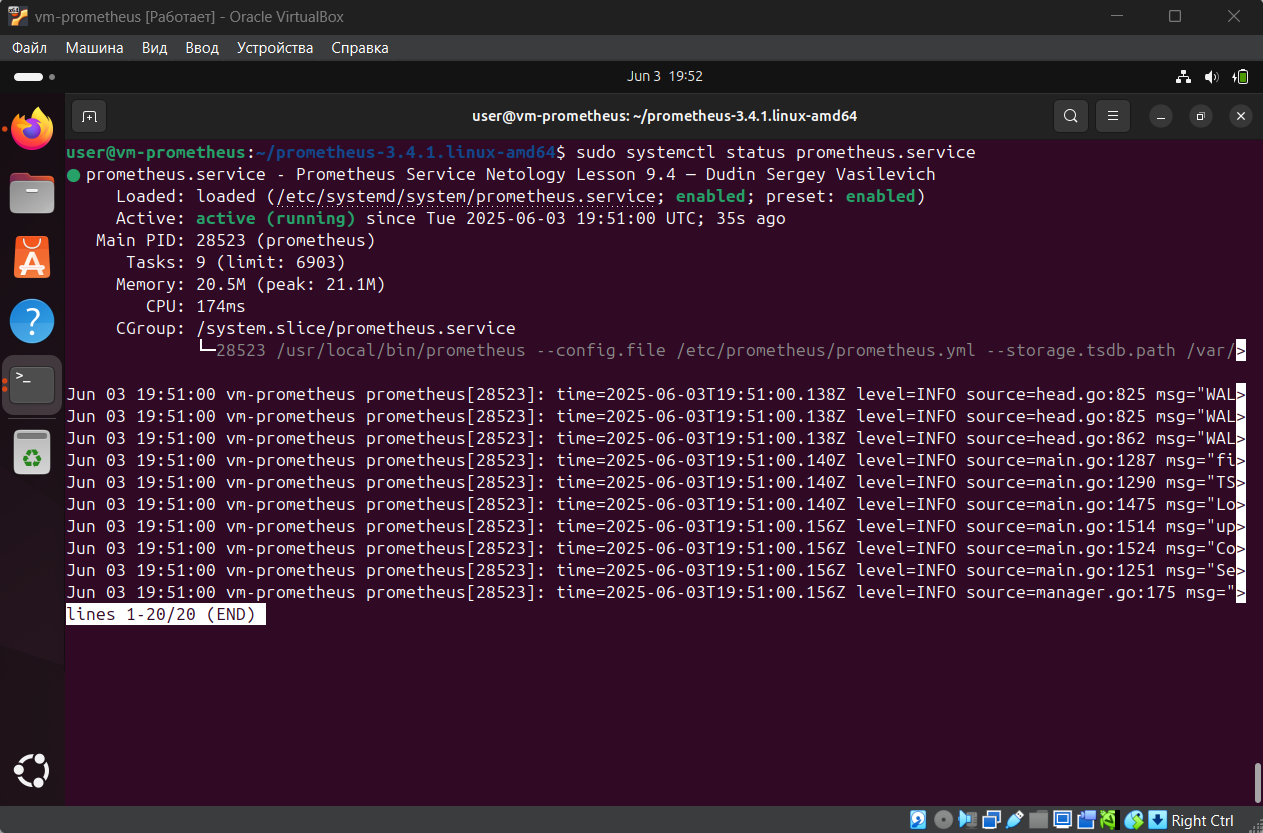 vm-prometheus [Работает] - Oracle VirtualBox
Файл Машина Вид Ввод Устройства Справка
Jun 3 19:52
user@vm-prometheus: ~/prometheus-3.4.1.linux-amd64
user@vm-prometheus:~/prometheus-3.4.1.linux-amd64$ sudo systemctl status prometheus.service
● prometheus.service - Prometheus Service Netology Lesson 9.4 — Dudin Sergey Vasilevich
Loaded: loaded (/etc/systemd/system/prometheus.service; enabled; preset: enabled)
Active: active (running) since Tue 2025-06-03 19:51:00 UTC; 35s ago
Main PID: 28523 (prometheus)
Tasks: 9 (limit: 6903)
Memory: 20.5M (peak: 21.1M)
CPU: 174ms
CGroup: /system.slice/prometheus.service
└─28523 /usr/local/bin/prometheus --config.file /etc/prometheus/prometheus.yml --storage.tsdb.path /var/>
Jun 03 19:51:00 vm-prometheus prometheus[28523]: time=2025-06-03T19:51:00.138Z level=INFO source=head.go:825 msg="WAL>
Jun 03 19:51:00 vm-prometheus prometheus[28523]: time=2025-06-03T19:51:00.138Z level=INFO source=head.go:825 msg="WAL>
Jun 03 19:51:00 vm-prometheus prometheus[28523]: time=2025-06-03T19:51:00.138Z level=INFO source=head.go:862 msg="WAL>
Jun 03 19:51:00 vm-prometheus prometheus[28523]: time=2025-06-03T19:51:00.140Z level=INFO source=main.go:1287 msg="fi>
Jun 03 19:51:00 vm-prometheus prometheus[28523]: time=2025-06-03T19:51:00.140Z level=INFO source=main.go:1290 msg="TS>
Jun 03 19:51:00 vm-prometheus prometheus[28523]: time=2025-06-03T19:51:00.140Z level=INFO source=main.go:1475 msg="Lo>
Jun 03 19:51:00 vm-prometheus prometheus[28523]: time=2025-06-03T19:51:00.156Z level=INFO source=main.go:1514 msg="up>
Jun 03 19:51:00 vm-prometheus prometheus[28523]: time=2025-06-03T19:51:00.156Z level=INFO source=main.go:1524 msg="Co>
Jun 03 19:51:00 vm-prometheus prometheus[28523]: time=2025-06-03T19:51:00.156Z level=INFO source=main.go:1251 msg="Se>
Jun 03 19:51:00 vm-prometheus prometheus[28523]: time=2025-06-03T19:51:00.156Z level=INFO source=manager.go:175 msg=">
lines 1-20/20 (END)
Right Ctrl